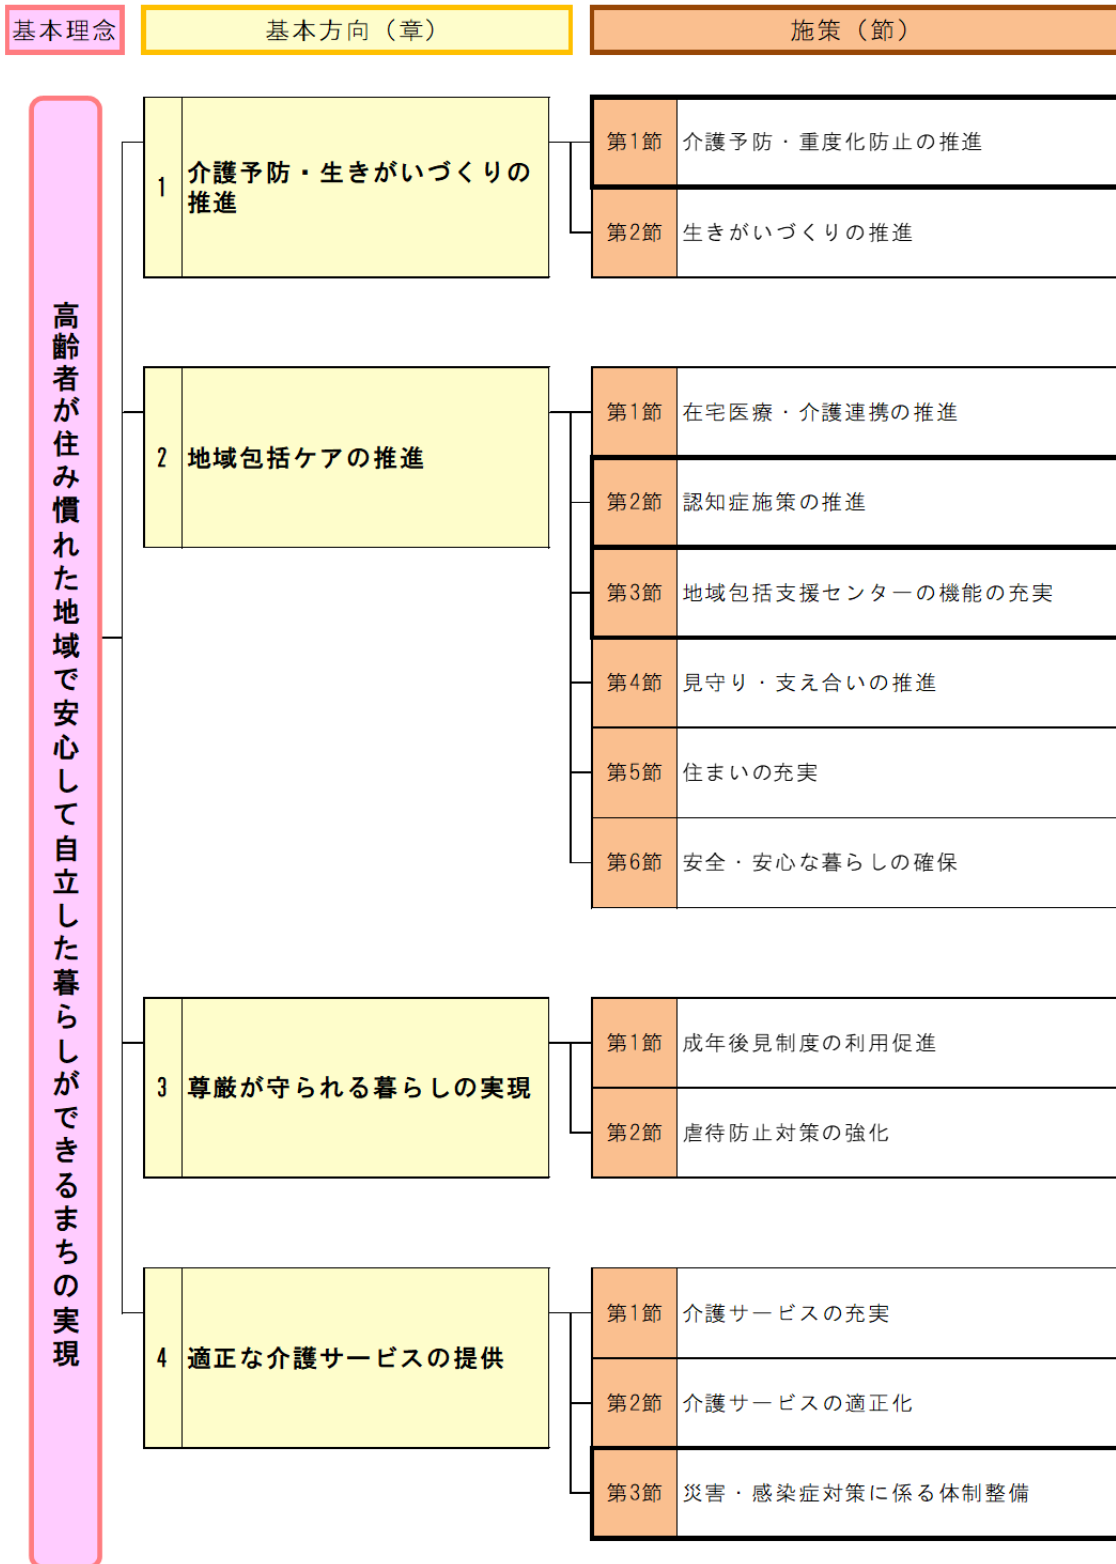 基本理念
基本方向（章）
施策（節）
高齢者が住み慣れた地域で安心して自立した暮らしができるまちの実現
1
介護予防・生きがいづくりの
推進
第1節
介護予防・重度化防止の推進
第2節
生きがいづくりの推進
2
地域包括ケアの推進
第1節
在宅医療・介護連携の推進
第2節
認知症施策の推進
第3節
地域包括支援センターの機能の充実
第4節
見守り・支え合いの推進
第5節
住まいの充実
第6節
安全・安心な暮らしの確保
3
尊厳が守られる暮らしの実現
第1節
成年後見制度の利用促進
第2節
虐待防止対策の強化
4
適正な介護サービスの提供
第1節
介護サービスの充実
第2節
介護サービスの適正化
第3節
災害・感染症対策に係る体制整備